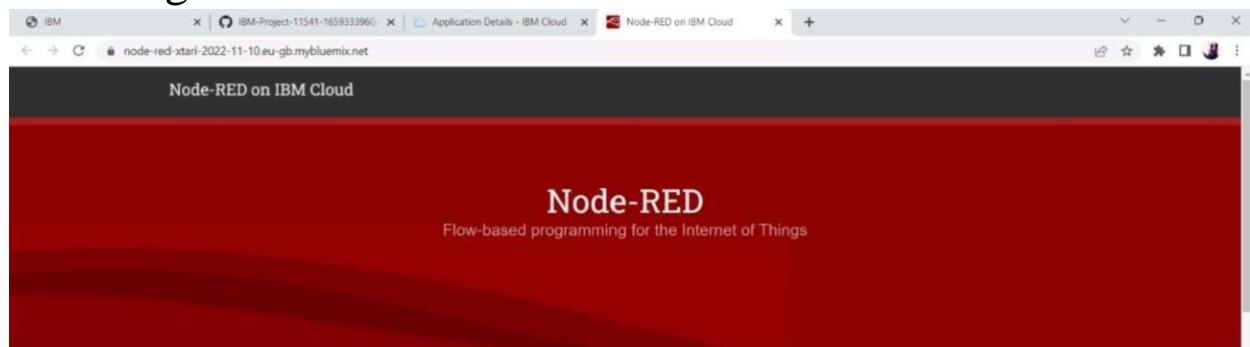 IBM
IBM-Project-11541-1659333960
Application Details - IBM Cloud
Node-RED on IBM Cloud
node-red-xtari-2022-11-10.eu-gb.mybluemix.net
Node-RED on IBM Cloud
Node-RED
Flow-based programming for the Internet of Things